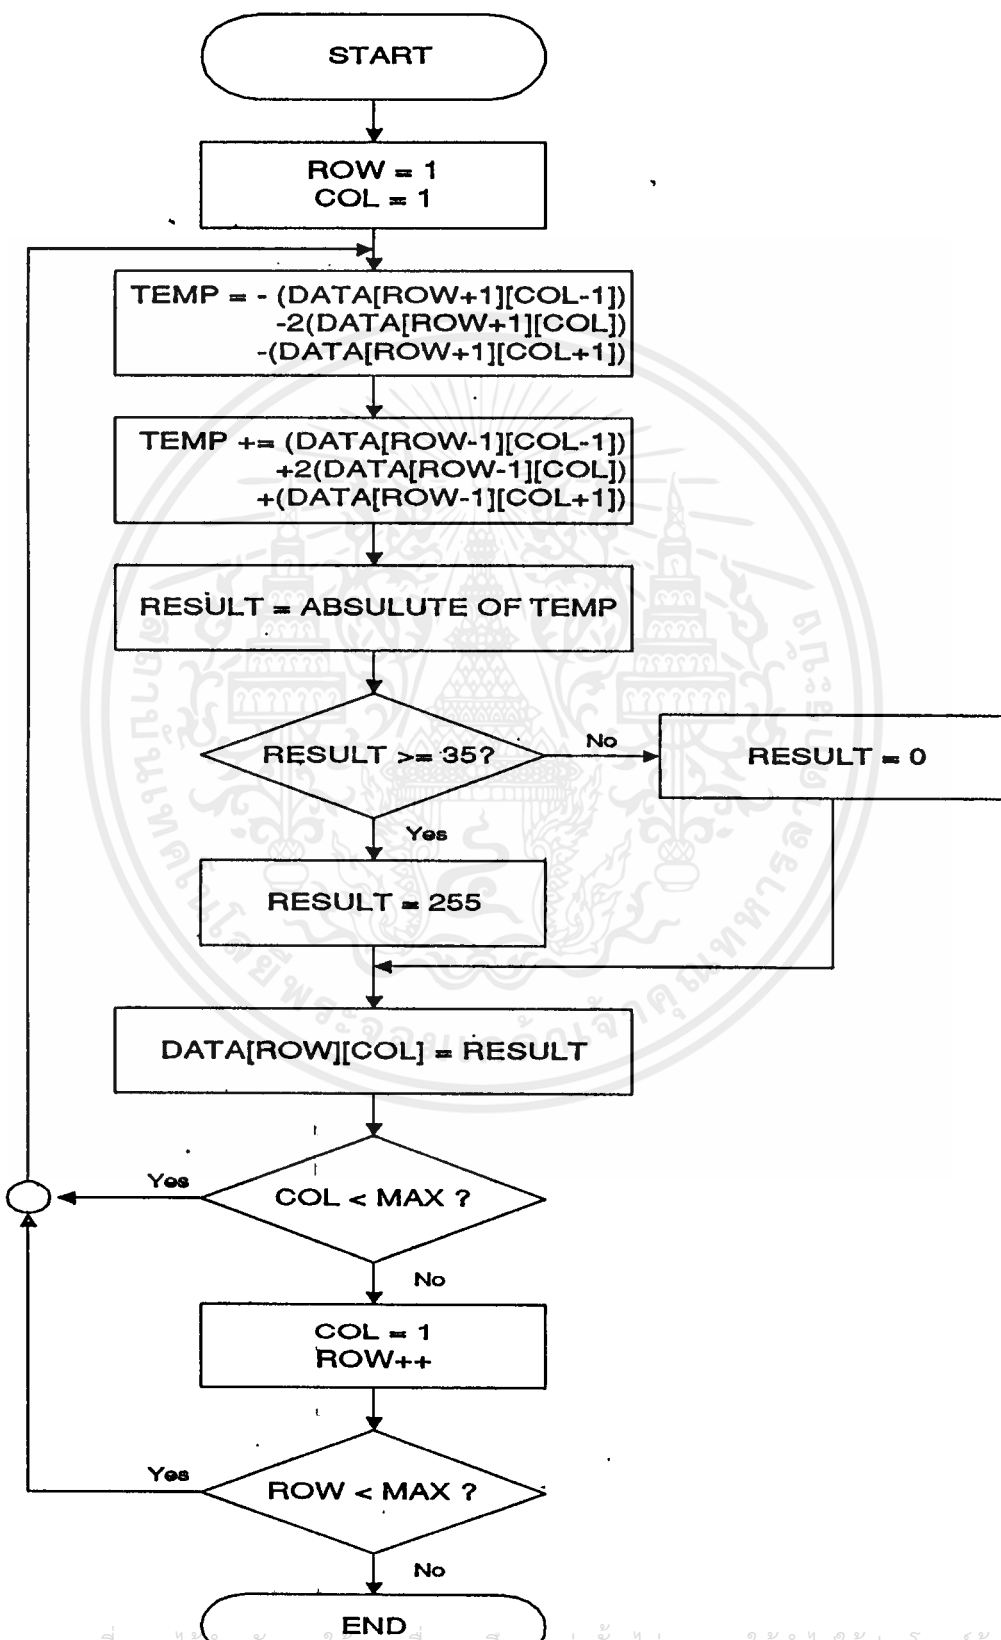 START
ROW = 1
COL = 1
TEMP = - (DATA[ROW+1][COL-1])
-2(DATA[ROW+1][COL])
-(DATA[ROW+1][COL+1])
TEMP += (DATA[ROW-1][COL-1])
+2(DATA[ROW-1][COL])
+(DATA[ROW-1][COL+1])
RESULT = ABSULUTE OF TEMP
RESULT >= 35?
No
RESULT = 0
Yes
RESULT = 255
DATA[ROW][COL] = RESULT
Yes
COL < MAX ?
No
COL = 1
ROW++
Yes
ROW < MAX ?
No
END